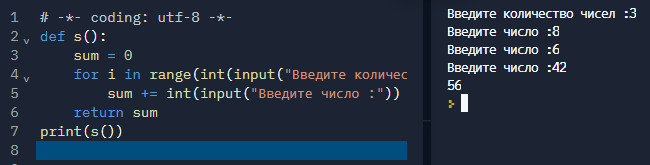 1 # -*- coding: utf-8 -*-
2 def s():
3 sum = 0
4 for i in range(int(input("Введите количес
5 sum += int(input("Введите число :"))
6 return sum
7 print(s())
8
Введите количество чисел :3
Введите число :8
Введите число :6
Введите число :42
56